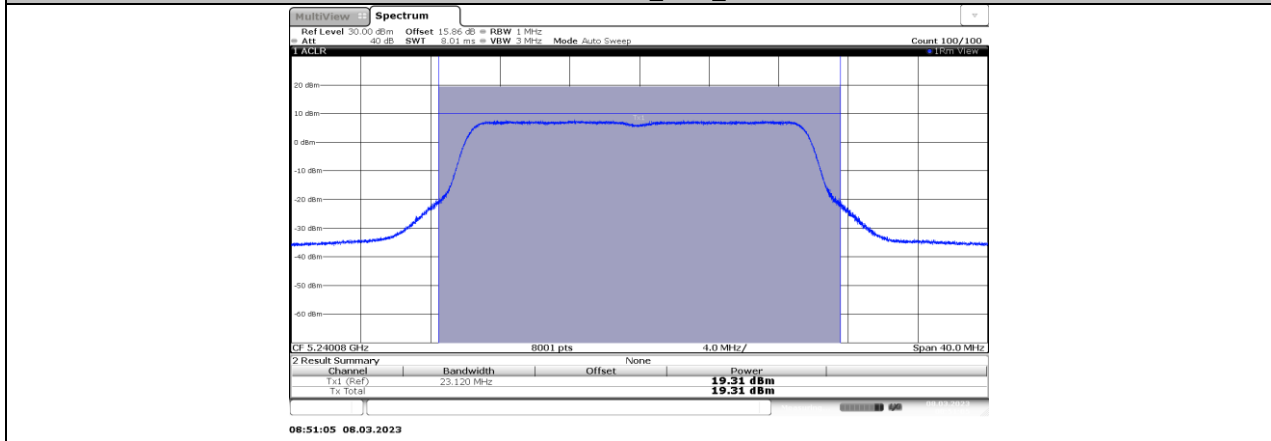 MultiView Spectrum
Ref Level 30.00 dBm Offset 15.86 dB RBW 1 MHz
Att 40 dB SWT 8.01 ms VBW 3 MHz Mode Auto Sweep Count 100/100
1 ACLR 1Rm View
20 dBm
10 dBm
Tx1
0 dBm
-10 dBm
-20 dBm
-30 dBm
-40 dBm
-50 dBm
-60 dBm
CF 5.24008 GHz 8001 pts 4.0 MHz/ Span 40.0 MHz
2 Result Summary None
Channel Bandwidth Offset Power
Tx1 (Ref) 23.120 MHz 19.31 dBm
Tx Total 19.31 dBm
08.03.2023
08:51:05 08.03.2023